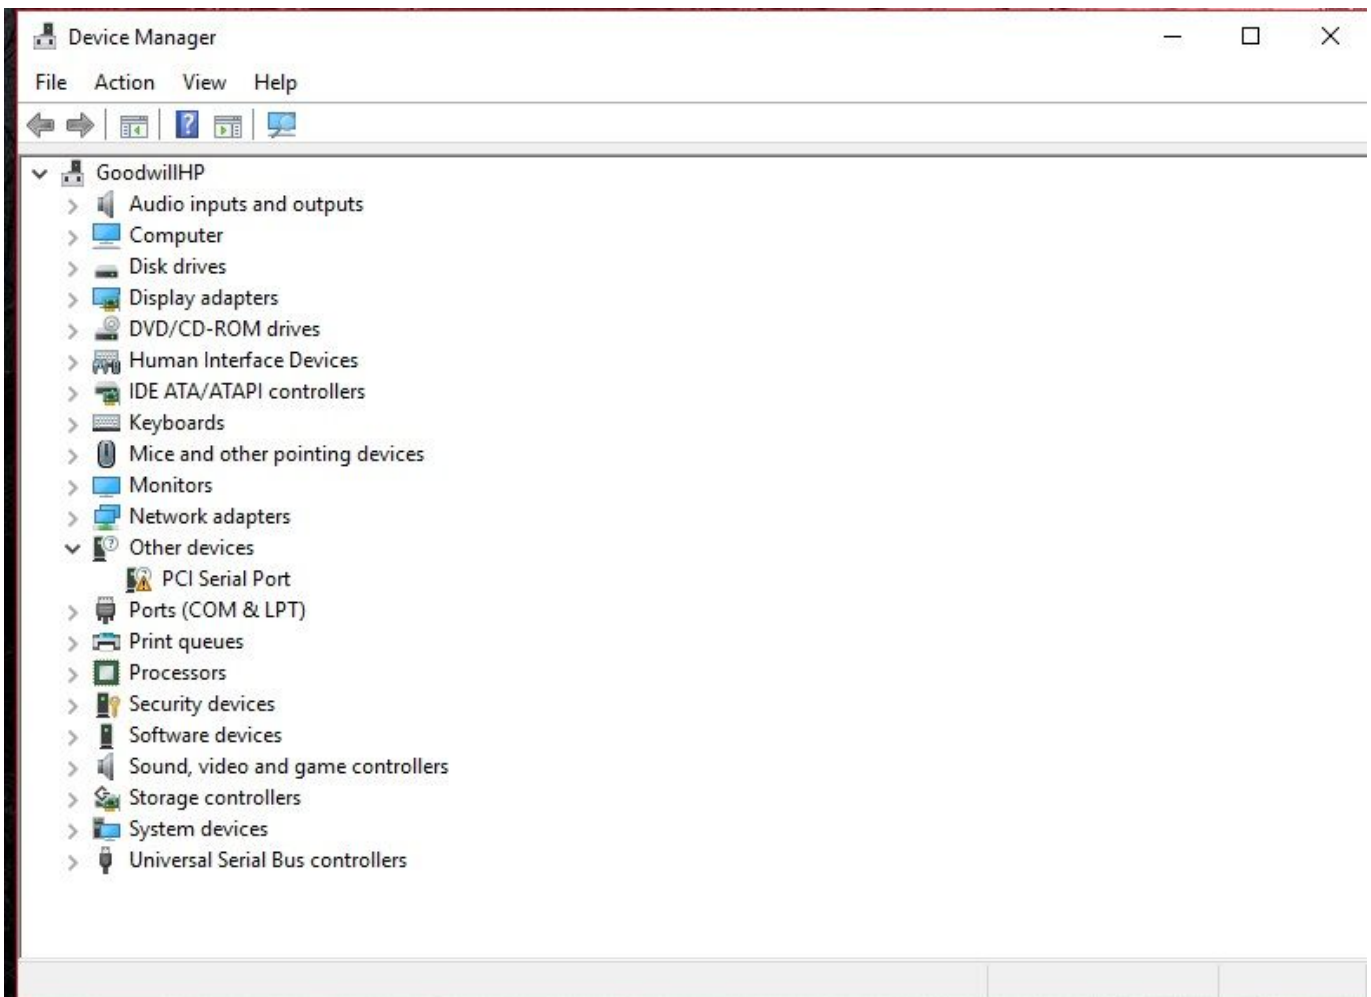 Device Manager
File Action View Help
GoodwillHP
Audio inputs and outputs
Computer
Disk drives
Display adapters
DVD/CD-ROM drives
Human Interface Devices
IDE ATA/ATAPI controllers
Keyboards
Mice and other pointing devices
Monitors
Network adapters
Other devices
PCI Serial Port
Ports (COM & LPT)
Print queues
Processors
Security devices
Software devices
Sound, video and game controllers
Storage controllers
System devices
Universal Serial Bus controllers